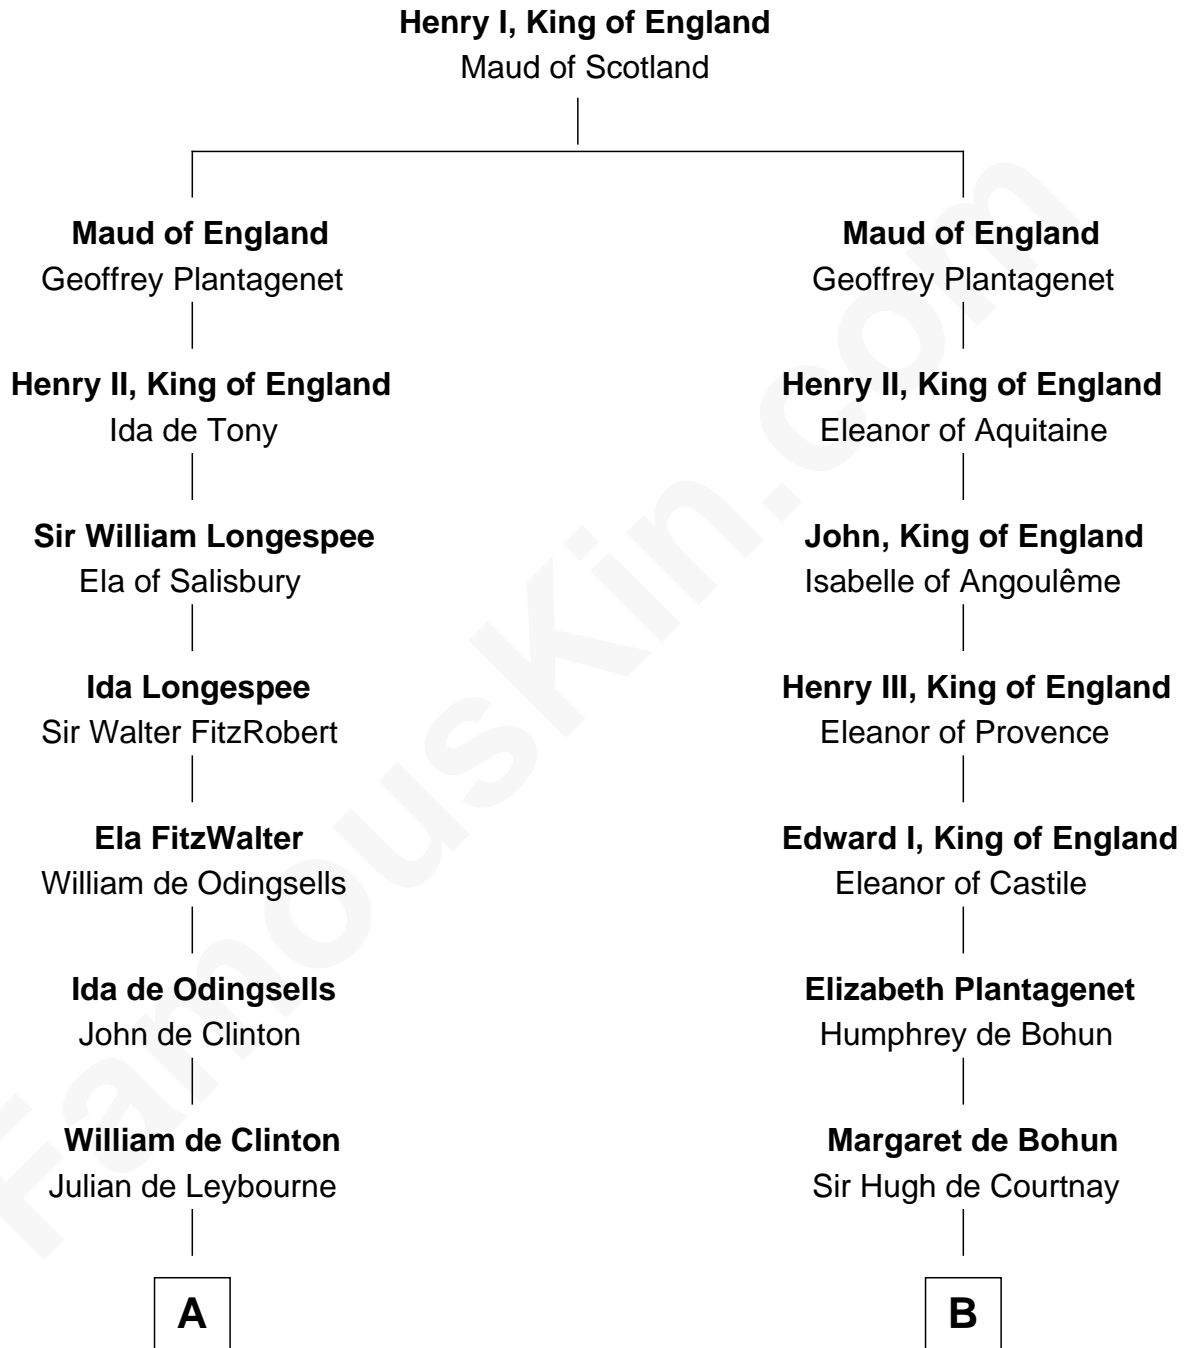 Henry I, King of England
Maud of Scotland
Maud of England
Geoffrey Plantagenet
Henry II, King of England
Ida de Tony
Sir William Longespee
Ela of Salisbury
Ida Longespee
Sir Walter FitzRobert
Ela FitzWalter
William de Odingsells
Ida de Odingsells
John de Clinton
William de Clinton
Julian de Leybourne
A
Maud of England
Geoffrey Plantagenet
Henry II, King of England
Eleanor of Aquitaine
John, King of England
Isabelle of Angoulême
Henry III, King of England
Eleanor of Provence
Edward I, King of England
Eleanor of Castile
Elizabeth Plantagenet
Humphrey de Bohun
Margaret de Bohun
Sir Hugh de Courtnay
B
FamousKin.com